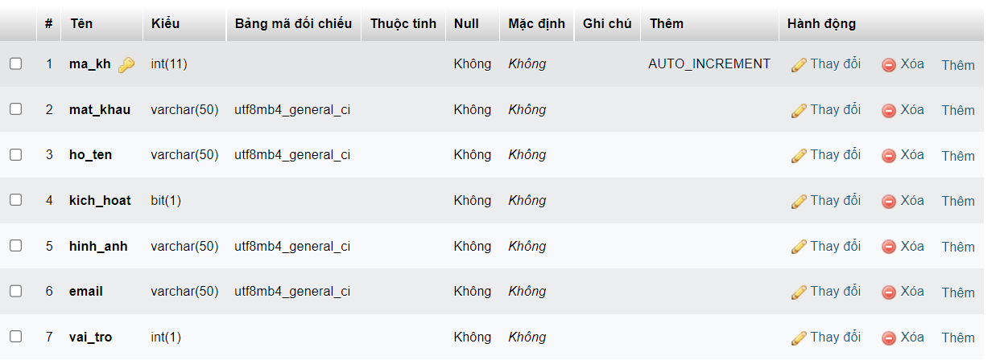 # Tên Kiểu Bảng mã đối chiếu Thuộc tính Null Mặc định Ghi chú Thêm Hành động
1 ma_kh int(11) Không Không AUTO_INCREMENT Thay đổi Xóa Thêm
2 mat_khau varchar(50) utf8mb4_general_ci Không Không Thay đổi Xóa Thêm
3 ho_ten varchar(50) utf8mb4_general_ci Không Không Thay đổi Xóa Thêm
4 kich_hoat bit(1) Không Không Thay đổi Xóa Thêm
5 hinh_anh varchar(50) utf8mb4_general_ci Không Không Thay đổi Xóa Thêm
6 email varchar(50) utf8mb4_general_ci Không Không Thay đổi Xóa Thêm
7 vai_tro int(1) Không Không Thay đổi Xóa Thêm